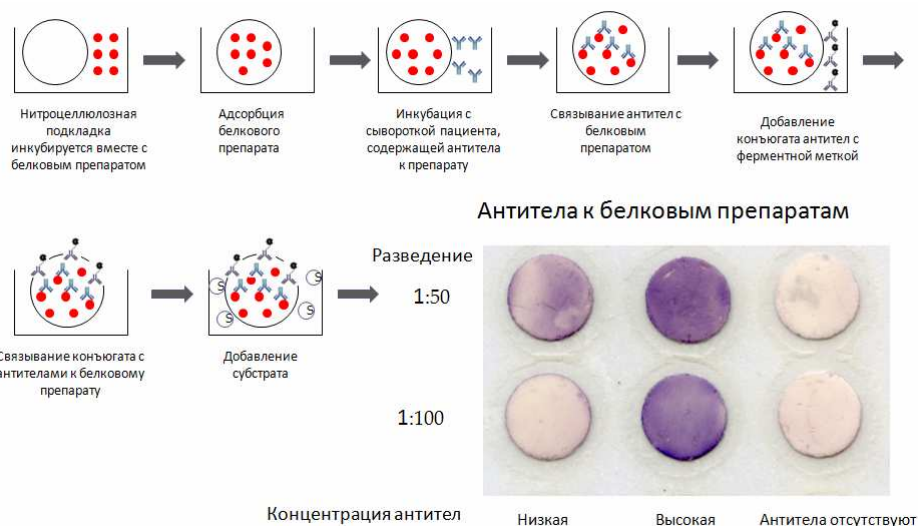 Нитроцеллюлозная
подкладка
инкубируется вместе с
белковым препаратом
Адсорбция
белкового
препарата
Инкубация с
сывороткой пациента,
содержащей антитела
к препарату
Связывание антител с
белковым
препаратом
Добавление
конъюгата антител с
ферментной меткой
Связывание конъюгата с
антителами к белковому
препарату
S
S
S
S
Добавление
субстрата
Антитела к белковым препаратам
Разведение
1:50
1:100
Концентрация антител
Низкая
Высокая
Антитела отсутствуют